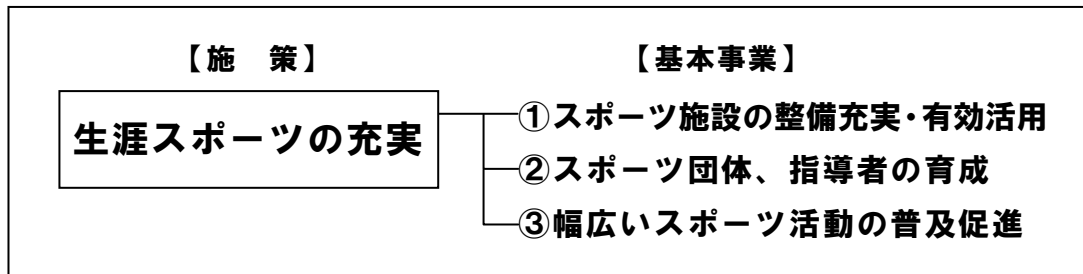 【施　策】
【基本事業】
生涯スポーツの充実
①スポーツ施設の整備充実・有効活用
②スポーツ団体、指導者の育成
③幅広いスポーツ活動の普及促進